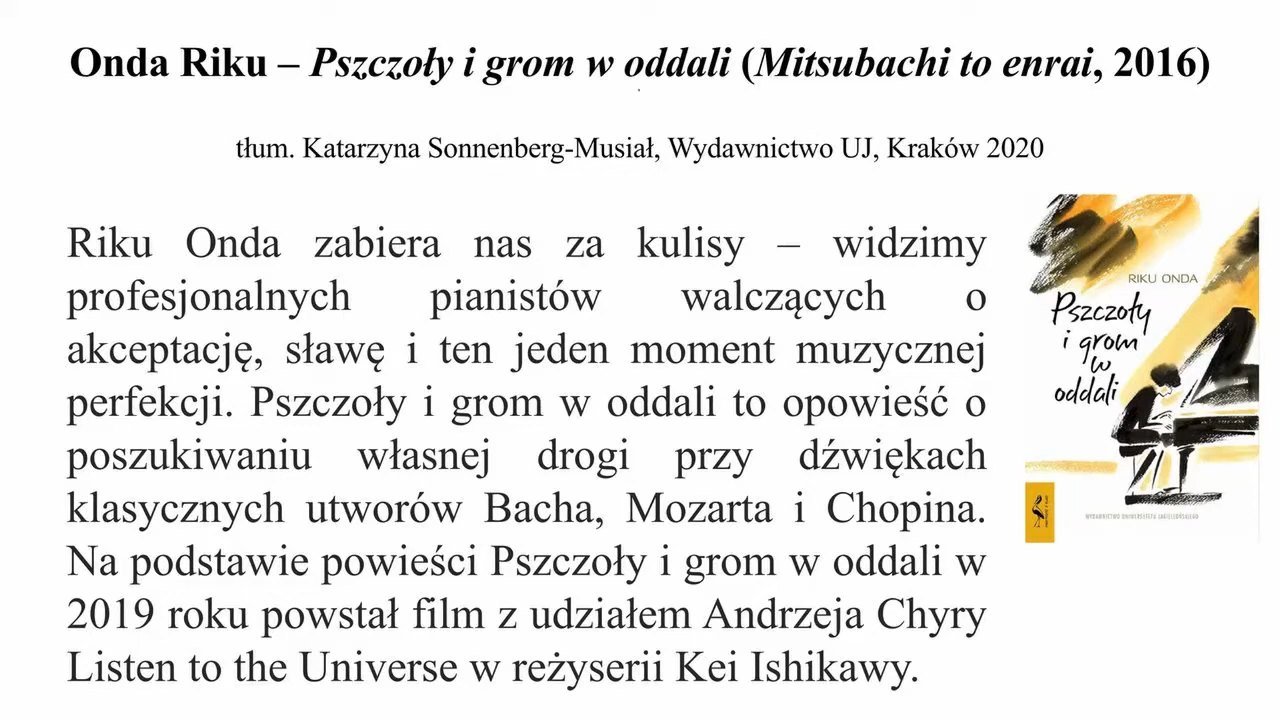 Onda Riku – Pszczoły i grom w oddali (Mitsubachi to enrai, 2016)
tłum. Katarzyna Sonnenberg-Musiał, Wydawnictwo UJ, Kraków 2020
Riku Onda zabiera nas za kulisy – widzimy
profesjonalnych pianistów walczących o
akceptację, sławę i ten jeden moment muzycznej
perfekcji. Pszczoły i grom w oddali to opowieść o
poszukiwaniu własnej drogi przy dźwiękach
klasycznych utworów Bacha, Mozarta i Chopina.
Na podstawie powieści Pszczoły i grom w oddali w
2019 roku powstał film z udziałem Andrzeja Chyry
Listen to the Universe w reżyserii Kei Ishikawy.
RIKU ONDA
Pszczoły
i grom
w
oddali
WYDAWNICTWO UNIWERSYTETU JAGIELLOŃSKIEGO